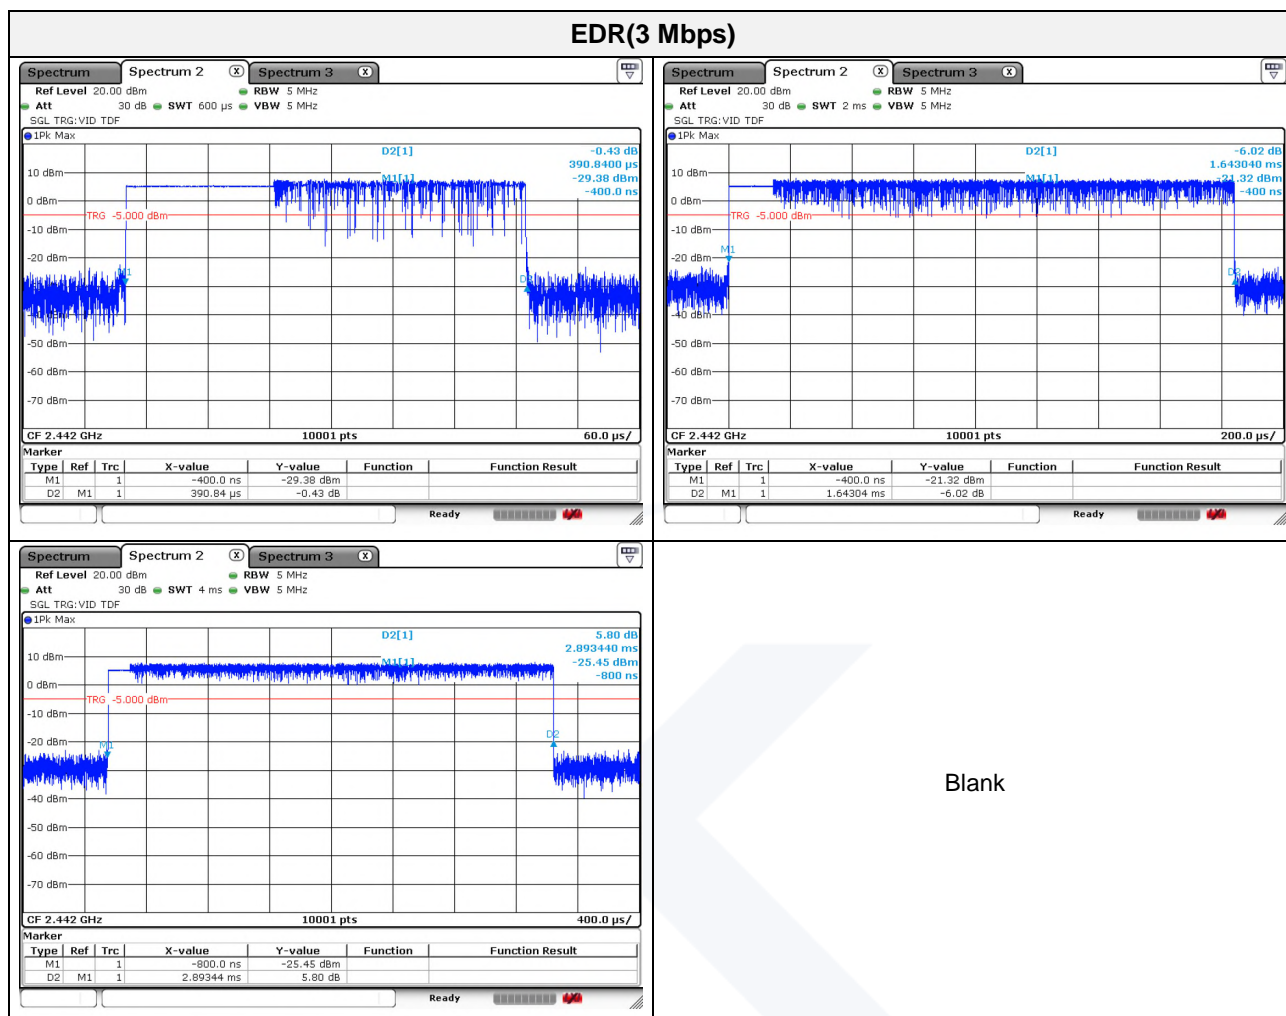 EDR(3 Mbps)
Spectrum Spectrum 2 X Spectrum 3 X
Ref Level 20.00 dBm RBW 5 MHz
Att 30 dB SWT 600 µs VBW 5 MHz
SGL TRG:VID TDF
1Pk Max
D2[1] -0.43 dB
390.8400 µs
10 dBm M1[1] -29.38 dBm
-400.0 ns
0 dBm
TRG -5.000 dBm
-10 dBm
-20 dBm
M1 D2
-40 dBm
-50 dBm
-60 dBm
-70 dBm
CF 2.442 GHz 10001 pts 60.0 µs/
Marker
Type Ref Trc X-value Y-value Function Function Result
M1 1 -400.0 ns -29.38 dBm
D2 M1 1 390.84 µs -0.43 dB
Ready
Spectrum Spectrum 2 X Spectrum 3 X
Ref Level 20.00 dBm RBW 5 MHz
Att 30 dB SWT 2 ms VBW 5 MHz
SGL TRG:VID TDF
1Pk Max
D2[1] -6.02 dB
1.643040 ms
10 dBm M1[1] -21.32 dBm
-400 ns
0 dBm
TRG -5.000 dBm
-10 dBm
M1
-20 dBm
D2
-30 dBm
-40 dBm
-50 dBm
-60 dBm
-70 dBm
CF 2.442 GHz 10001 pts 200.0 µs/
Marker
Type Ref Trc X-value Y-value Function Function Result
M1 1 -400.0 ns -21.32 dBm
D2 M1 1 1.64304 ms -6.02 dB
Ready
Spectrum Spectrum 2 X Spectrum 3 X
Ref Level 20.00 dBm RBW 5 MHz
Att 30 dB SWT 4 ms VBW 5 MHz
SGL TRG:VID TDF
1Pk Max
D2[1] 5.80 dB
2.893440 ms
10 dBm M1[1] -25.45 dBm
-800 ns
0 dBm
TRG -5.000 dBm
-10 dBm
D2
-20 dBm
M1
-40 dBm
-50 dBm
-60 dBm
-70 dBm
CF 2.442 GHz 10001 pts 400.0 µs/
Marker
Type Ref Trc X-value Y-value Function Function Result
M1 1 -800.0 ns -25.45 dBm
D2 M1 1 2.89344 ms 5.80 dB
Ready
Blank